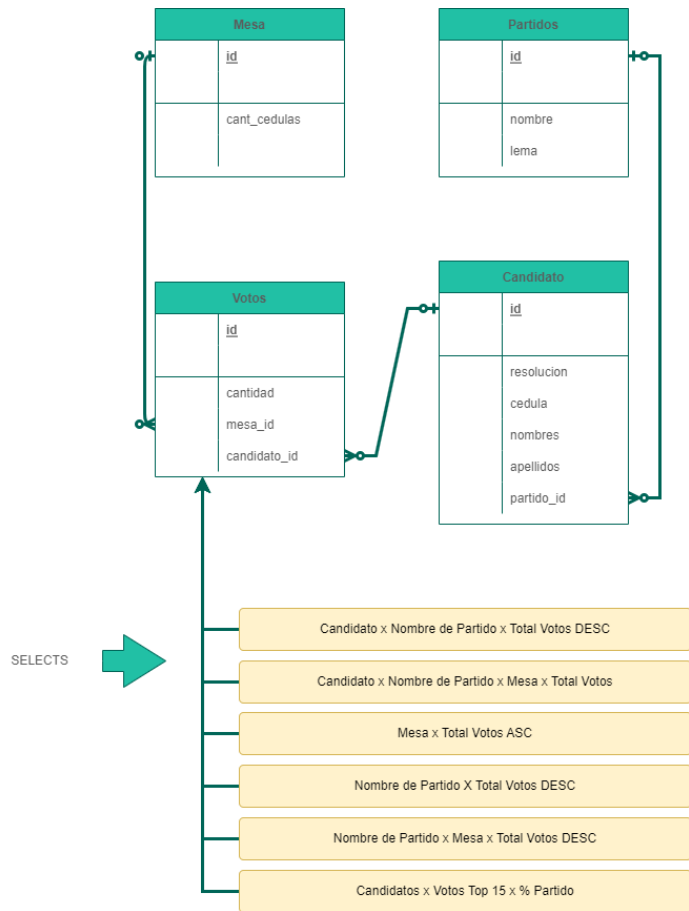 Mesa
id
cant_cedulas
Partidos
id
nombre
lema
Votos
id
cantidad
mesa_id
candidato_id
Candidato
id
resolucion
cedula
nombres
apellidos
partido_id
SELECTS
Candidato x Nombre de Partido x Total Votos DESC
Candidato x Nombre de Partido x Mesa x Total Votos
Mesa x Total Votos ASC
Nombre de Partido X Total Votos DESC
Nombre de Partido x Mesa x Total Votos DESC
Candidatos x Votos Top 15 x % Partido